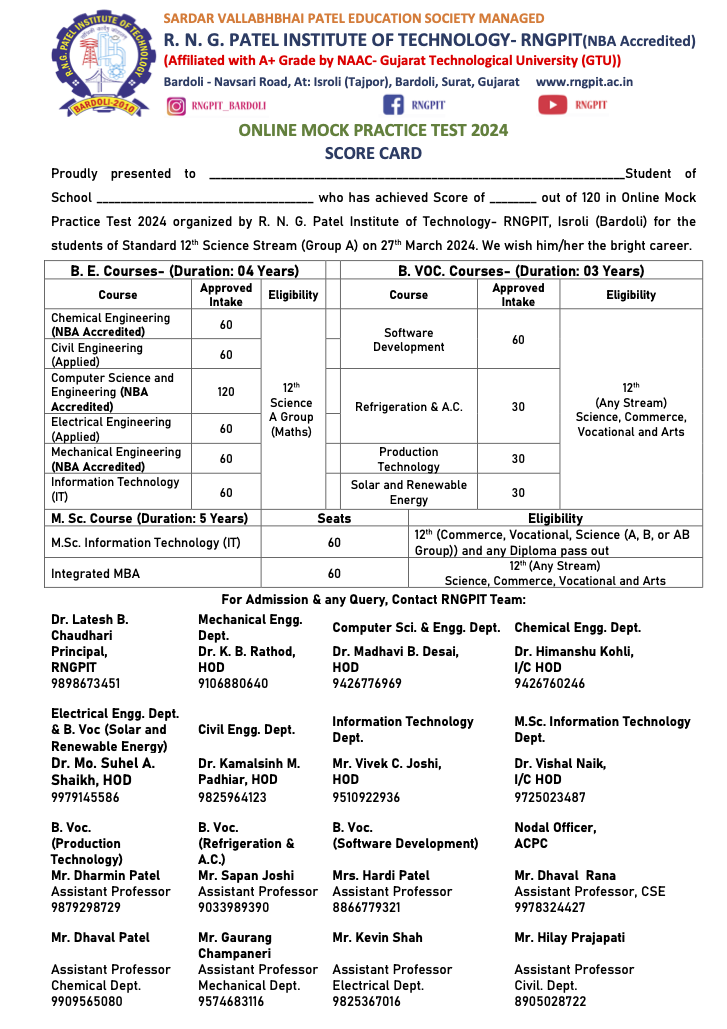 R. N. G. PATEL INSTITUTE OF TECHNOLOGY
BARDOLI-2010
SARDAR VALLABHBHAI PATEL EDUCATION SOCIETY MANAGED
R. N. G. PATEL INSTITUTE OF TECHNOLOGY- RNGPIT(NBA Accredited)
(Affiliated with A+ Grade by NAAC- Gujarat Technological University (GTU))
Bardoli - Navsari Road, At: Isroli (Tajpor), Bardoli, Surat, Gujarat www.rngpit.ac.in
RNGPIT_BARDOLI RNGPIT RNGPIT
ONLINE MOCK PRACTICE TEST 2024
SCORE CARD
Proudly presented to ______________________________Student of
School ______________________________ who has achieved Score of _______ out of 120 in Online Mock
Practice Test 2024 organized by R. N. G. Patel Institute of Technology- RNGPIT, Isroli (Bardoli) for the
students of Standard 12th Science Stream (Group A) on 27th March 2024. We wish him/her the bright career.
B. E. Courses- (Duration: 04 Years) B. VOC. Courses- (Duration: 03 Years)
Course Approved Intake Eligibility Course Approved Intake Eligibility
Chemical Engineering
(NBA Accredited)
60
Civil Engineering
(Applied)
60
Computer Science and
Engineering (NBA
Accredited)
120
Electrical Engineering
(Applied)
60
Mechanical Engineering
(NBA Accredited)
60
Information Technology
(IT)
60
12th
Science
A Group
(Maths)
Software
Development
60
Refrigeration & A.C.
30
Production
Technology
30
Solar and Renewable
Energy
30
12th
(Any Stream)
Science, Commerce,
Vocational and Arts
M. Sc. Course (Duration: 5 Years) Seats Eligibility
M.Sc. Information Technology (IT) 60
12th (Commerce, Vocational, Science (A, B, or AB
Group)) and any Diploma pass out
Integrated MBA 60
12th (Any Stream)
Science, Commerce, Vocational and Arts
For Admission & any Query, Contact RNGPIT Team:
Dr. Latesh B.
Chaudhari
Principal,
RNGPIT
9898673451
Mechanical Engg.
Dept.
Dr. K. B. Rathod,
HOD
9106880640
Computer Sci. & Engg. Dept.
Dr. Madhavi B. Desai,
HOD
9426776969
Chemical Engg. Dept.
Dr. Himanshu Kohli,
I/C HOD
9426760246
Electrical Engg. Dept.
& B. Voc (Solar and
Renewable Energy)
Dr. Mo. Suhel A.
Shaikh, HOD
9979145586
Civil Engg. Dept.
Dr. Kamalsinh M.
Padhiar, HOD
9825964123
Information Technology
Dept.
Mr. Vivek C. Joshi,
HOD
9510922936
M.Sc. Information Technology
Dept.
Dr. Vishal Naik,
I/C HOD
9725023487
B. Voc.
(Production
Technology)
Mr. Dharmin Patel
Assistant Professor
9879298729
B. Voc.
(Refrigeration &
A.C.)
Mr. Sapan Joshi
Assistant Professor
9033989390
B. Voc.
(Software Development)
Mrs. Hardi Patel
Assistant Professor
8866779321
Nodal Officer,
ACPC
Mr. Dhaval Rana
Assistant Professor, CSE
9978324427
Mr. Dhaval Patel
Assistant Professor
Chemical Dept.
9909565080
Mr. Gaurang
Champaneri
Assistant Professor
Mechanical Dept.
9574683116
Mr. Kevin Shah
Assistant Professor
Electrical Dept.
9825367016
Mr. Hilay Prajapati
Assistant Professor
Civil. Dept.
8905028722